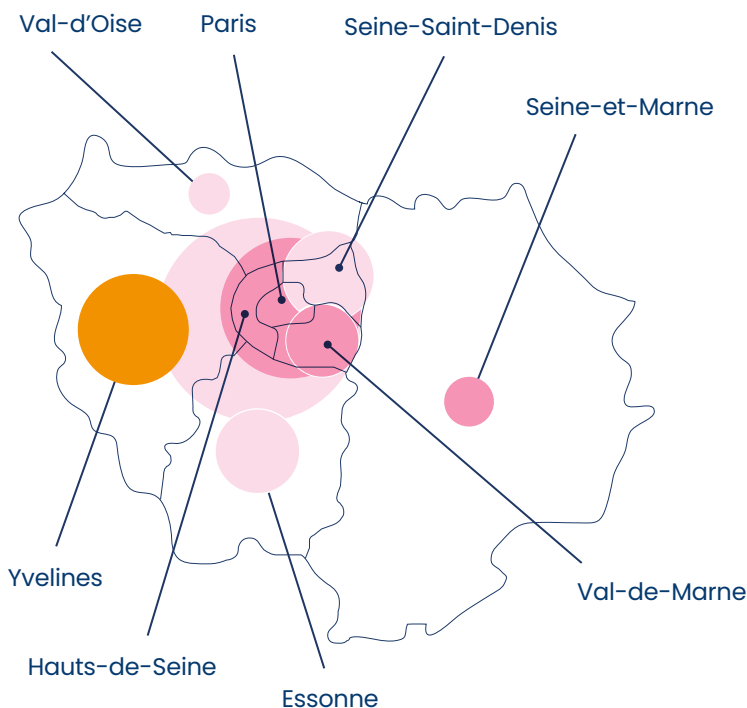 Val-d’Oise
Paris
Seine-Saint-Denis
Seine-et-Marne
Yvelines
Val-de-Marne
Hauts-de-Seine
Essonne